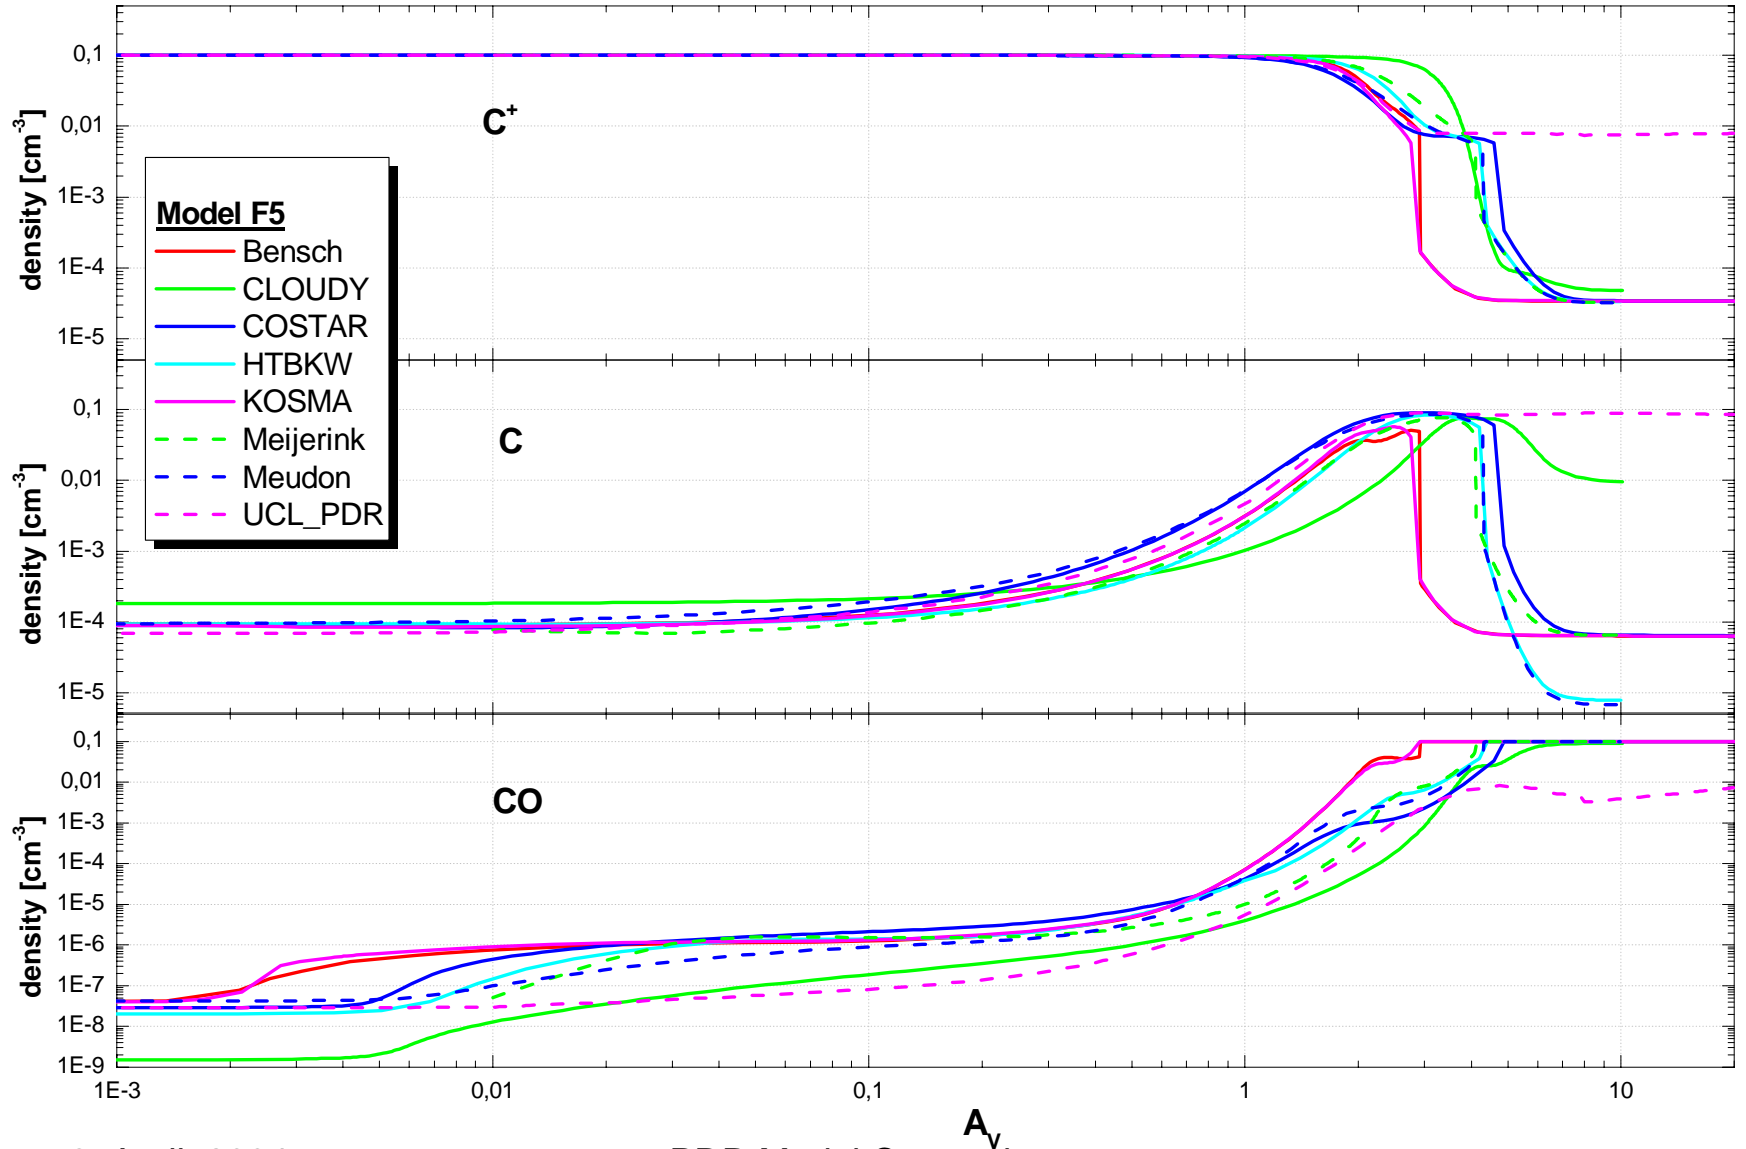 0,1
0,01
1E-3
1E-4
1E-5
density [cm-3]
C+
Model F5
Bensch
CLOUDY
COSTAR
HTBKW
KOSMA
Meijerink
Meudon
UCL_PDR
0,1
0,01
1E-3
1E-4
1E-5
density [cm-3]
C
0,1
0,01
1E-3
1E-4
1E-5
1E-6
1E-7
1E-8
1E-9
density [cm-3]
CO
1E-3 0,01 0,1 1 10
AV
PDR Model